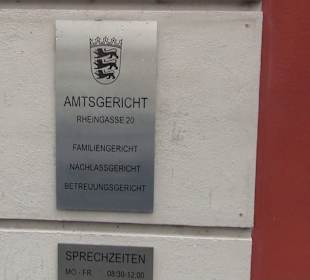 AMTSGERICHT
RHEINGASSE 20
FAMILIENGERICHT
NACHLASSGERICHT
BETREUUNGSGERICHT
SPRECHZEITEN
MO - FR. 08:30-12:00